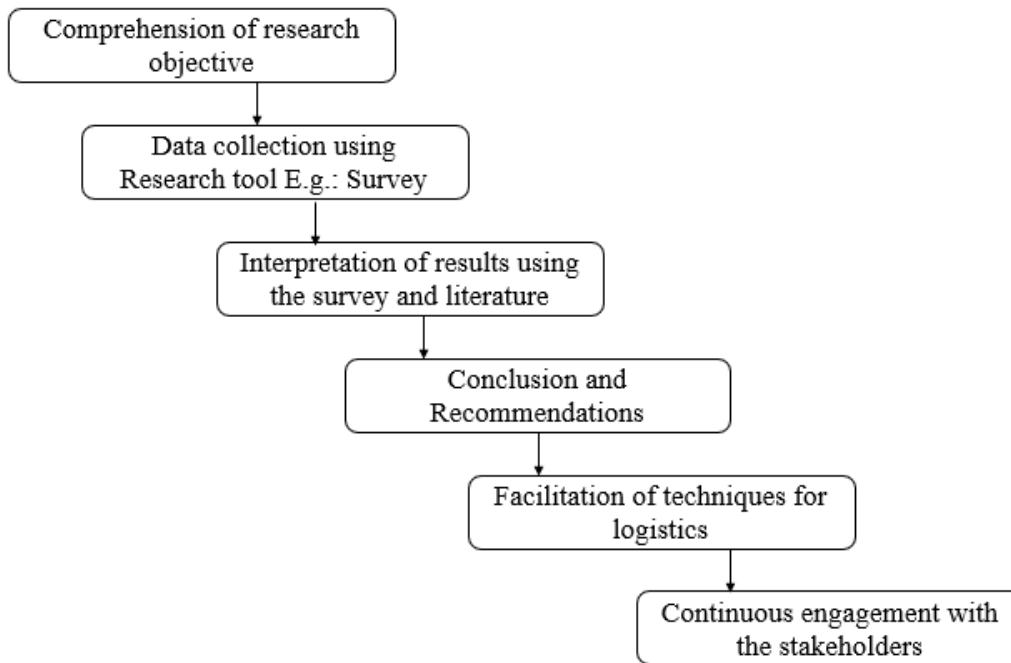 Comprehension of research
objective
Data collection using
Research tool E.g.: Survey
Interpretation of results using
the survey and literature
Conclusion and
Recommendations
Facilitation of techniques for
logistics
Continuous engagement with
the stakeholders